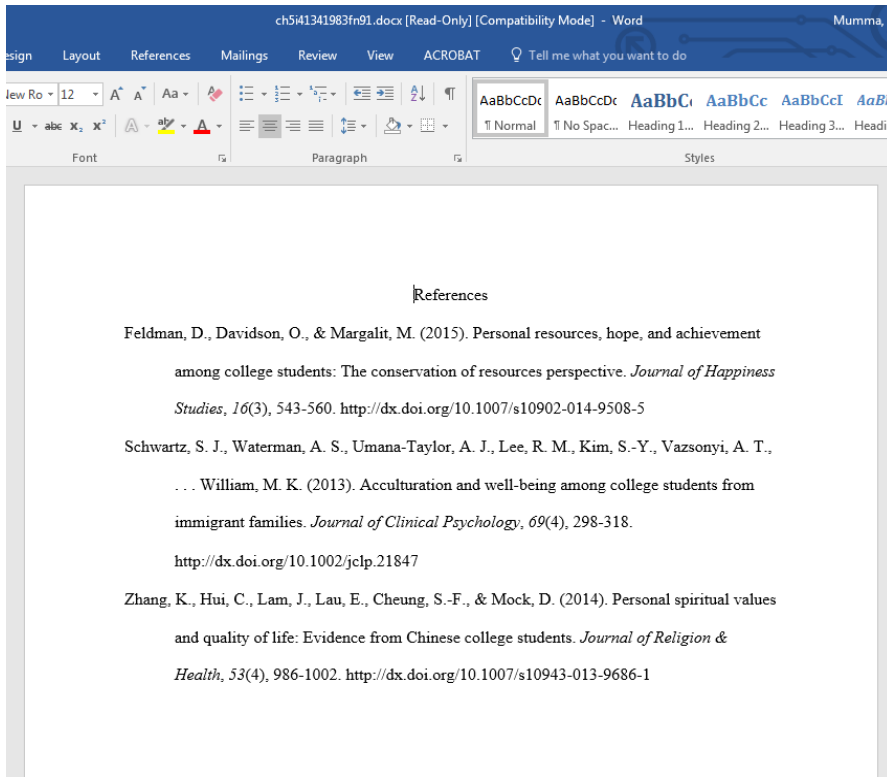 ch5i41341983fn91.docx [Read-Only] [Compatibility Mode] - Word Mumma,
esign Layout References Mailings Review View ACROBAT Tell me what you want to do
New Ro 12 A A Aa
U abc X₂ X² A ab A
AaBbCcDc AaBbCcDc AaBbC AaBbCc AaBbCcI AaB
¶ Normal ¶ No Spac... Heading 1... Heading 2... Heading 3... Headi
Font Paragraph Styles
References
Feldman, D., Davidson, O., & Margalit, M. (2015). Personal resources, hope, and achievement
among college students: The conservation of resources perspective. Journal of Happiness
Studies, 16(3), 543-560. http://dx.doi.org/10.1007/s10902-014-9508-5
Schwartz, S. J., Waterman, A. S., Umana-Taylor, A. J., Lee, R. M., Kim, S.-Y., Vazsonyi, A. T.,
. . . William, M. K. (2013). Acculturation and well-being among college students from
immigrant families. Journal of Clinical Psychology, 69(4), 298-318.
http://dx.doi.org/10.1002/jclp.21847
Zhang, K., Hui, C., Lam, J., Lau, E., Cheung, S.-F., & Mock, D. (2014). Personal spiritual values
and quality of life: Evidence from Chinese college students. Journal of Religion &
Health, 53(4), 986-1002. http://dx.doi.org/10.1007/s10943-013-9686-1